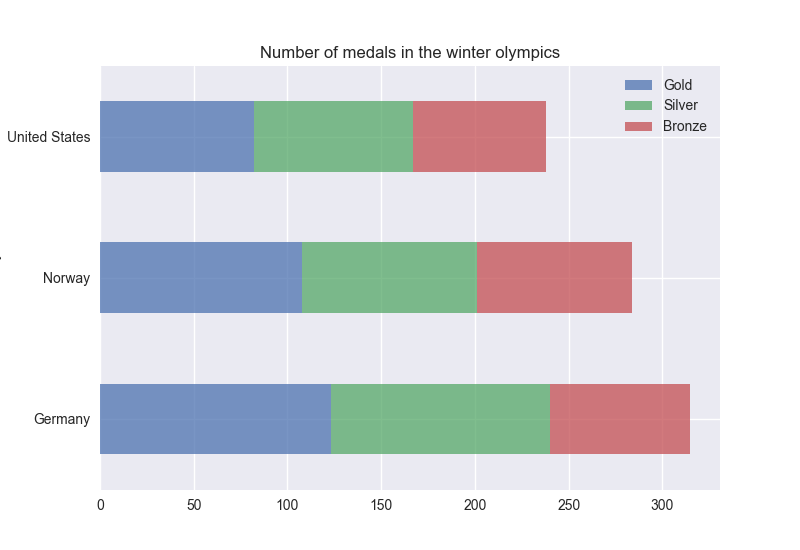 Number of medals in the winter olympics
Gold
Silver
Bronze
United States
Norway
Germany
0 50 100 150 200 250 300